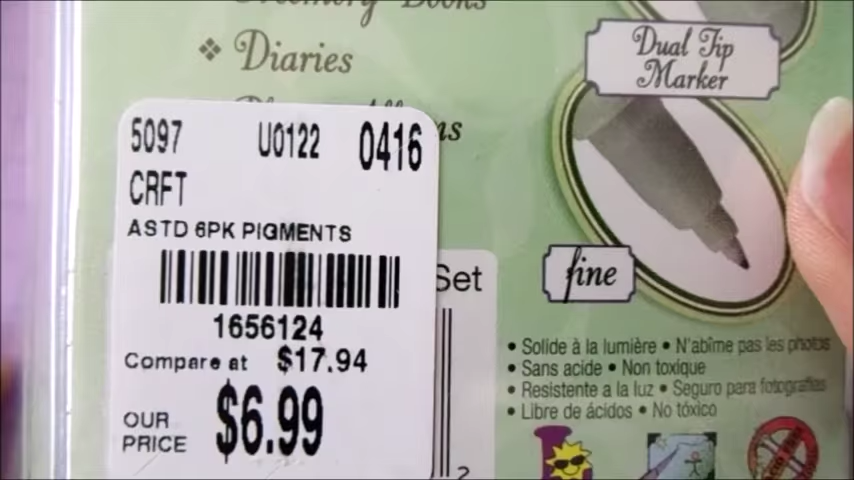 Books
❖ Diaries
Dual Tip
Marker
5097 U0122 0416
CRFT
ASTD 6PK PIGMENTS
1656124
Compare at $17.94
OUR
PRICE $6.99
Set
fine
• Solide à la lumière • N'abîme pas les photos
• Sans acide • Non toxique
• Resistente a la luz • Seguro para fotografías
• Libre de ácidos • No tóxico